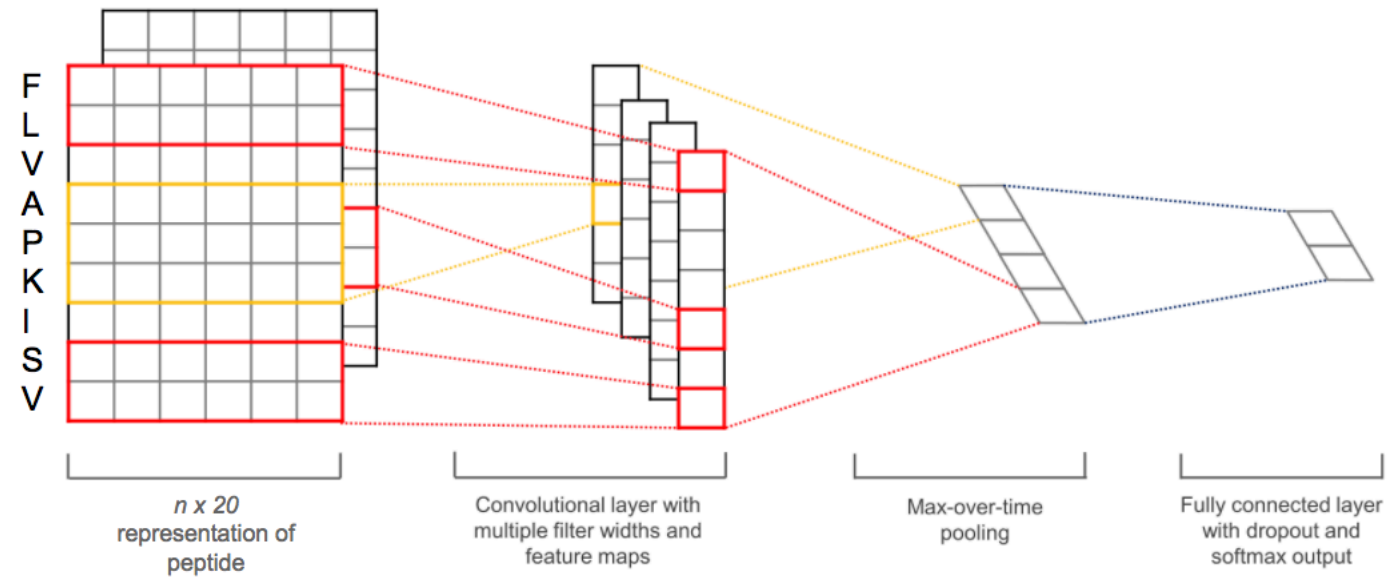 F
L
V
A
P
K
I
S
V
n x 20
representation of
peptide
Convolutional layer with
multiple filter widths and
feature maps
Max-over-time
pooling
Fully connected layer
with dropout and
softmax output